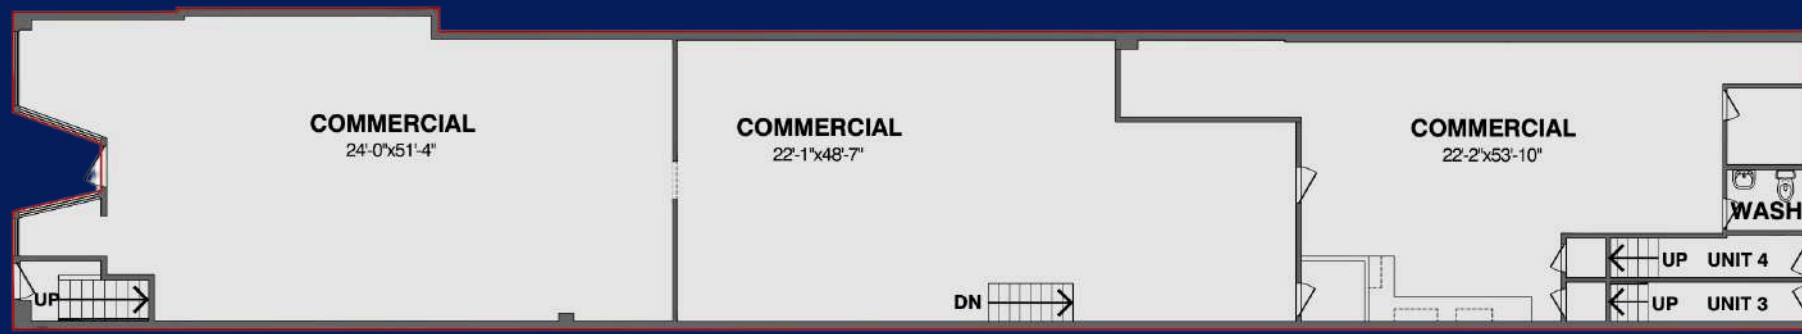 COMMERCIAL
24'-0"x51'-4"
COMMERCIAL
22'-1"x48'-7"
COMMERCIAL
22'-2"x53'-10"
WASH
UP UNIT 4
UP
DN
UP UNIT 3